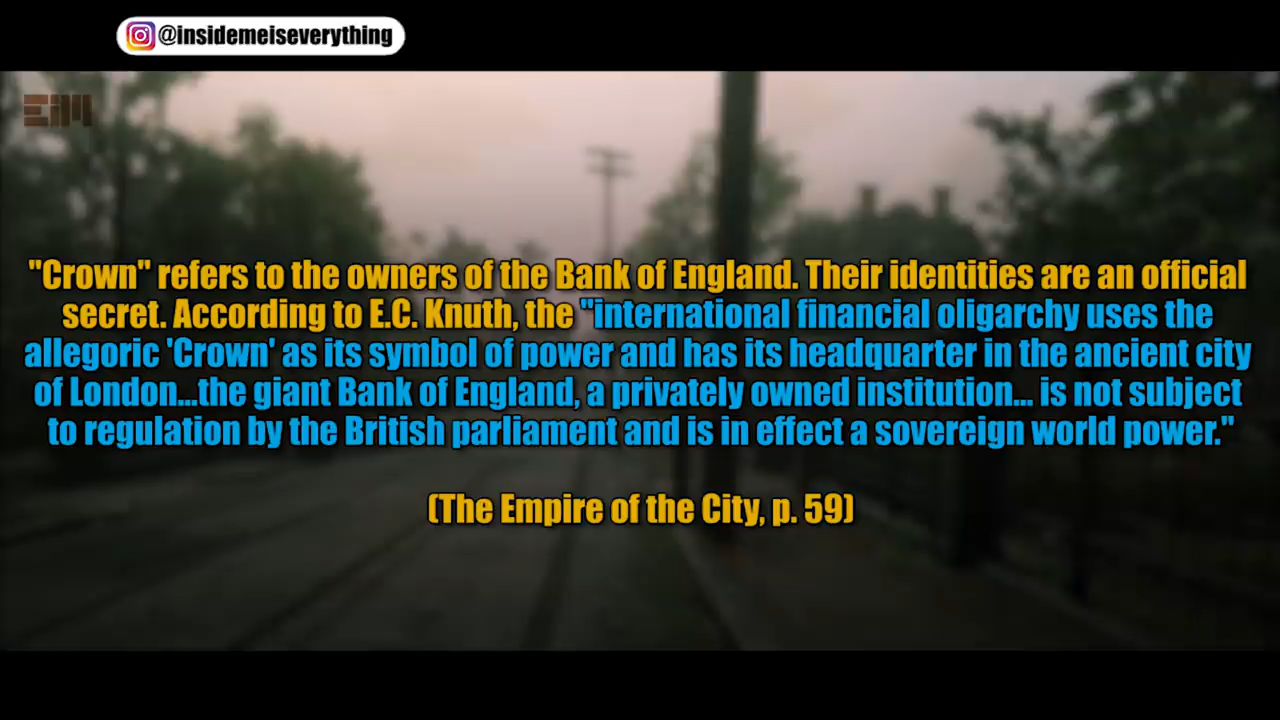 @insidemeiseverything
EiM
"Crown" refers to the owners of the Bank of England. Their identities are an official
secret. According to E.C. Knuth, the "international financial oligarchy uses the
allegoric 'Crown' as its symbol of power and has its headquarter in the ancient city
of London...the giant Bank of England, a privately owned institution... is not subject
to regulation by the British parliament and is in effect a sovereign world power."
(The Empire of the City, p. 59)